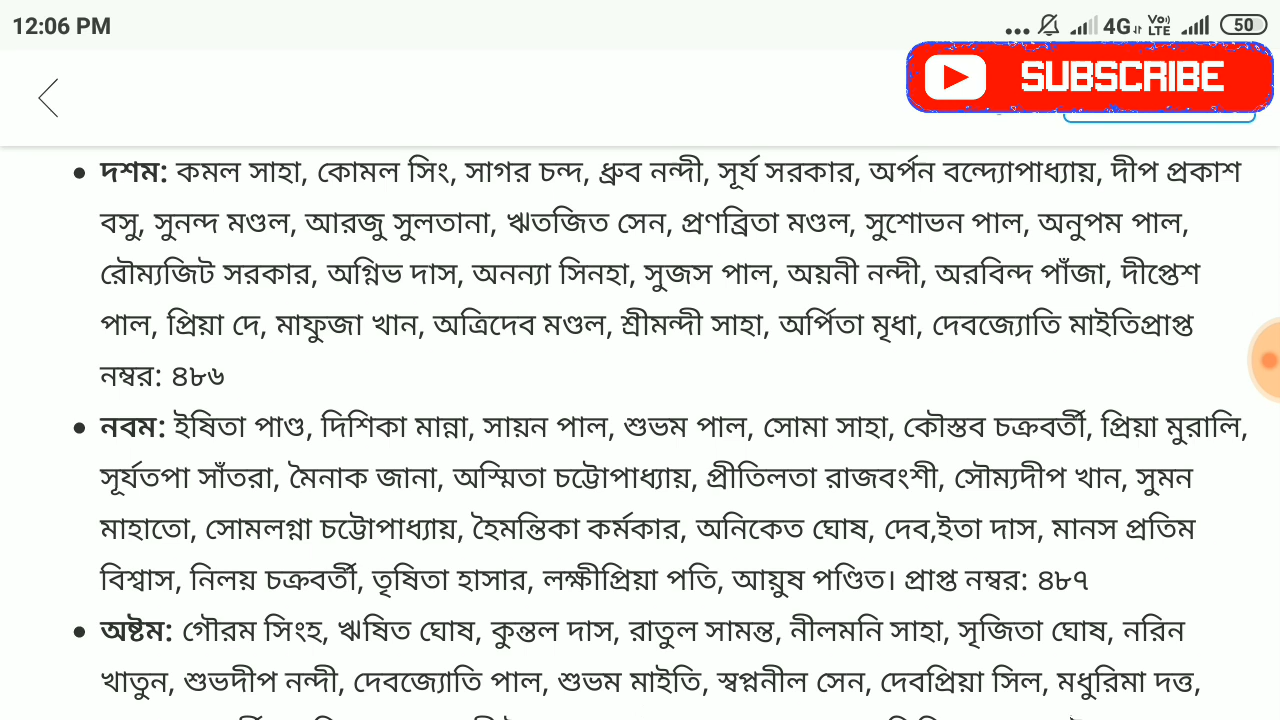 12:06 PM
4G
Vo)
LTE
50
SUBSCRIBE
• দশম: কমল সাহা, কোমল সিং, সাগর চন্দ, ধ্রুব নন্দী, সূর্য সরকার, অর্পন বন্দ্যোপাধ্যায়, দীপ প্রকাশ
বসু, সুনন্দ মণ্ডল, আরজু সুলতানা, ঋতজিত সেন, প্রণব্রিতা মণ্ডল, সুশোভন পাল, অনুপম পাল,
রৌম্যজিট সরকার, অগ্নিভ দাস, অনন্যা সিনহা, সুজস পাল, অয়নী নন্দী, অরবিন্দ পাঁজা, দীপ্তেশ
পাল, প্রিয়া দে, মাফুজা খান, অত্রিদেব মণ্ডল, শ্রীমন্দী সাহা, অর্পিতা মৃধা, দেবজ্যোতি মাইতিপ্রাপ্ত
নম্বর: ৪৮৬
• নবম: ইষিতা পাণ্ড, দিশিকা মান্না, সায়ন পাল, শুভম পাল, সোমা সাহা, কৌস্তব চক্রবর্তী, প্রিয়া মুরালি,
সূর্যতপা সাঁতরা, মৈনাক জানা, অস্মিতা চট্টোপাধ্যায়, প্রীতিলতা রাজবংশী, সৌম্যদীপ খান, সুমন
মাহাতো, সোমলগ্না চট্টোপাধ্যায়, হৈমন্তিকা কর্মকার, অনিকেত ঘোষ, দেব,ইতা দাস, মানস প্রতিম
বিশ্বাস, নিলয় চক্রবর্তী, তৃষিতা হাসার, লক্ষীপ্রিয়া পতি, আয়ুষ পণ্ডিত। প্রাপ্ত নম্বর: ৪৮৭
• অষ্টম: গৌরম সিংহ, ঋষিত ঘোষ, কুন্তল দাস, রাতুল সামন্ত, নীলমনি সাহা, সৃজিতা ঘোষ, নরিন
খাতুন, শুভদীপ নন্দী, দেবজ্যোতি পাল, শুভম মাইতি, স্বপ্ননীল সেন, দেবপ্রিয়া সিল, মধুরিমা দত্ত,